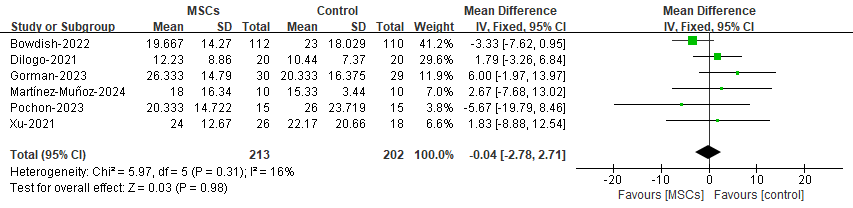 MSCs Control Mean Difference Mean Difference
Study or Subgroup Mean SD Total Mean SD Total Weight IV, Fixed, 95% CI IV, Fixed, 95% CI
Bowdish-2022 19.667 14.27 112 23 18.029 110 41.2% -3.33 [-7.62, 0.95]
Dilogo-2021 12.23 8.86 20 10.44 7.37 20 29.7% 1.79 [-3.26, 6.84]
Gorman-2023 26.333 14.79 30 20.333 16.375 29 11.9% 6.00 [-1.97, 13.97]
Martínez-Muñoz-2024 18 16.34 10 15.33 3.44 10 7.0% 2.67 [-7.68, 13.02]
Pochon-2023 20.333 14.722 15 26 23.719 15 3.8% -5.67 [-19.79, 8.46]
Xu-2021 24 12.67 26 22.17 20.66 18 6.6% 1.83 [-8.88, 12.54]
Total (95% CI) 213 202 100.0% -0.04 [-2.78, 2.71]
Heterogeneity: Chi² = 5.97, df = 5 (P = 0.31); I² = 16%
Test for overall effect: Z = 0.03 (P = 0.98)
-20 -10 0 10 20
Favours [MSCs] Favours [control]